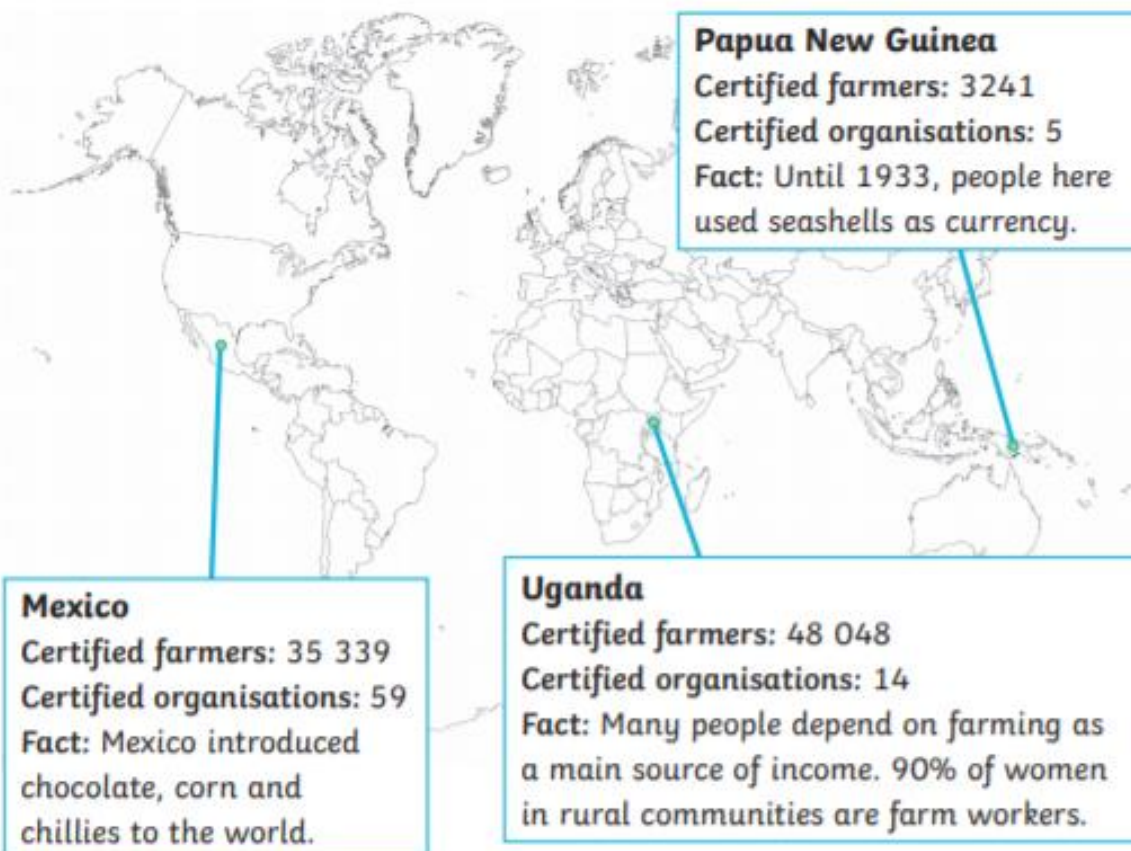 Papua New Guinea
Certified farmers: 3241
Certified organisations: 5
Fact: Until 1933, people here
used seashells as currency.
Mexico
Certified farmers: 35 339
Certified organisations: 59
Fact: Mexico introduced
chocolate, corn and
chillies to the world.
Uganda
Certified farmers: 48 048
Certified organisations: 14
Fact: Many people depend on farming as
a main source of income. 90% of women
in rural communities are farm workers.